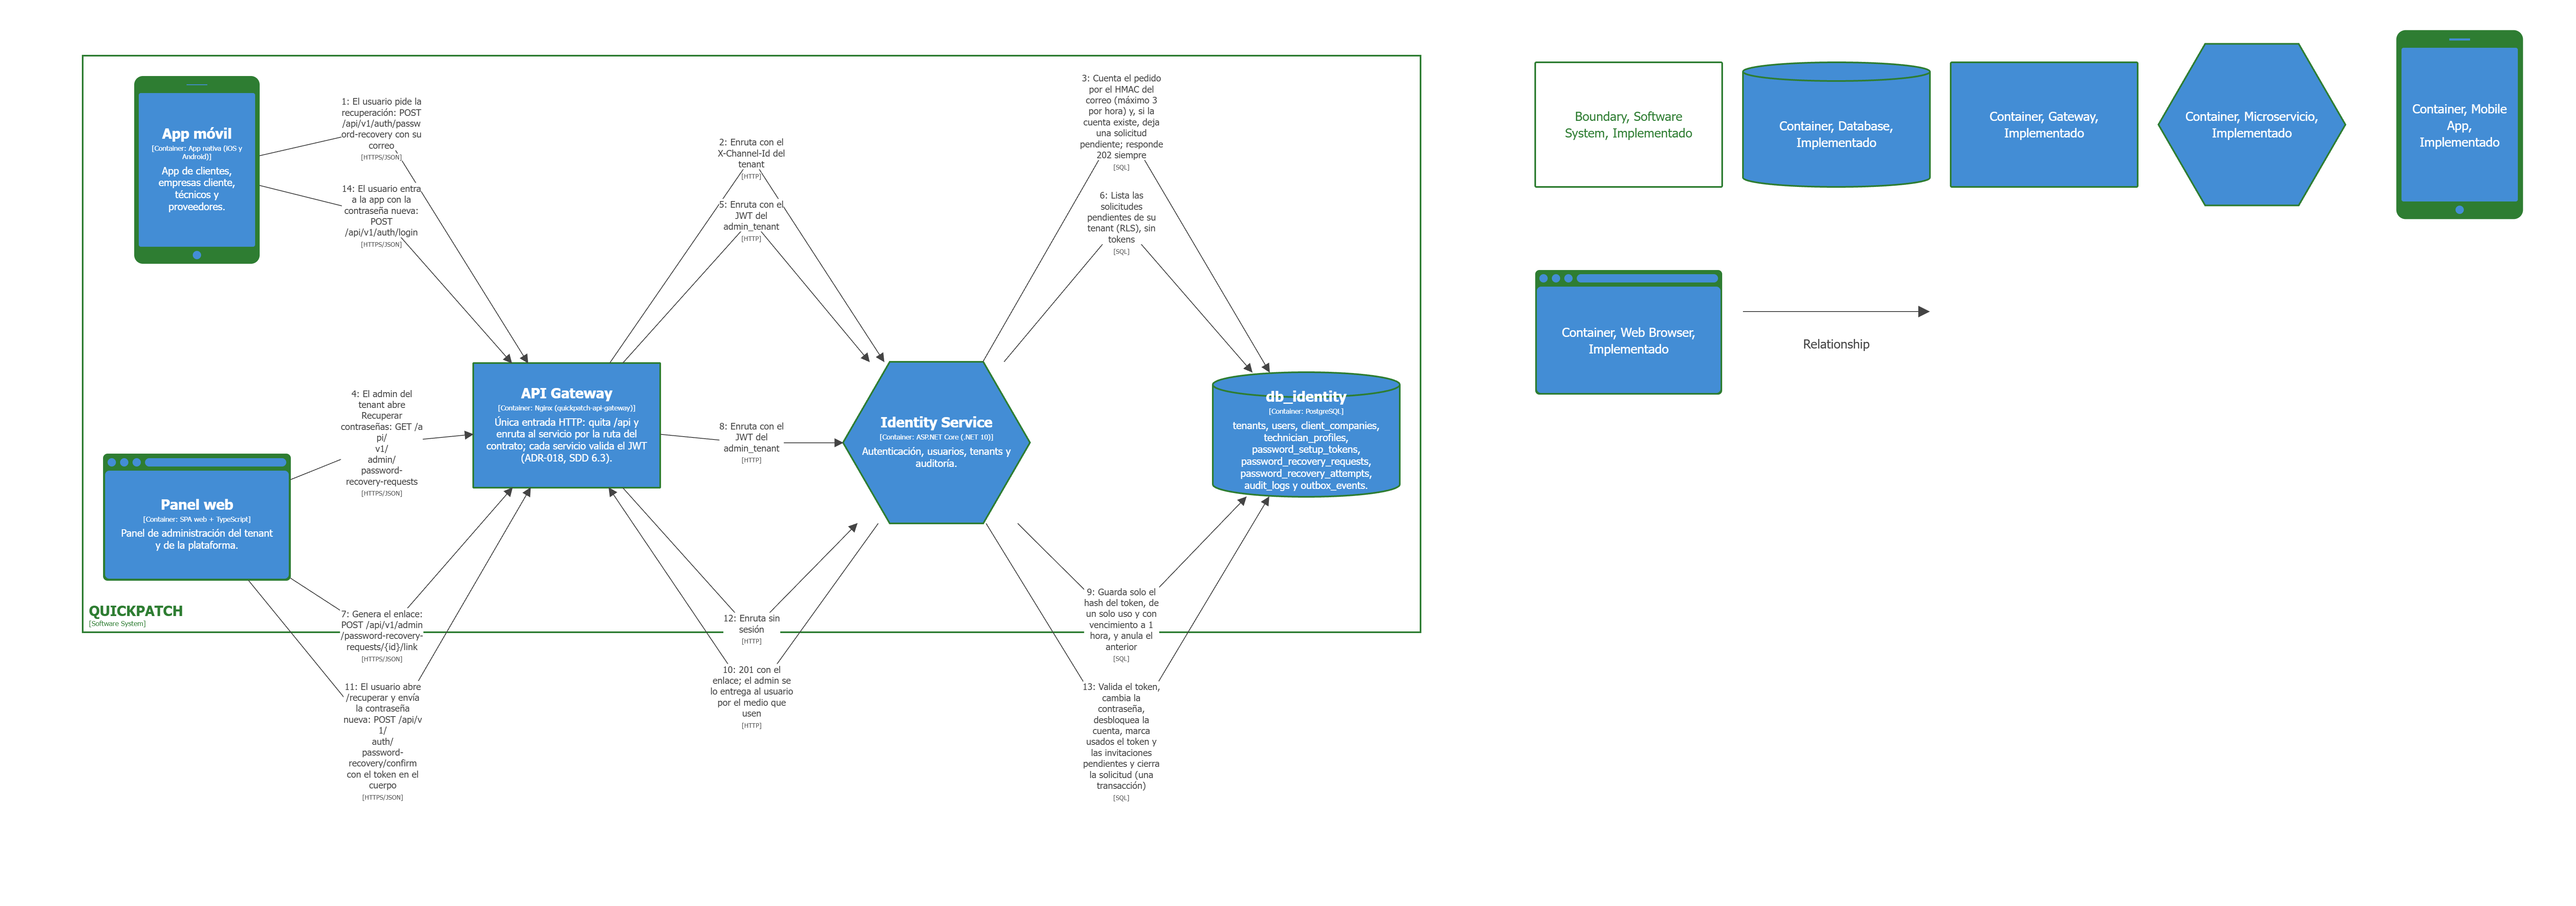 App móvil
[Container: App nativa (iOS y
Android)]
App de clientes,
empresas cliente,
técnicos y
proveedores.
1: El usuario pide la
recuperación: POST
/api/v1/auth/passw
ord-recovery con su
correo
[HTTPS/JSON]
14: El usuario entra
a la app con la
contraseña nueva:
POST
/api/v1/auth/login
[HTTPS/JSON]
2: Enruta con el
X-Channel-Id del
tenant
[HTTP]
5: Enruta con el
JWT del
admin_tenant
[HTTP]
3: Cuenta el pedido
por el HMAC del
correo (máximo 3
por hora) y, si la
cuenta existe, deja
una solicitud
pendiente; responde
202 siempre
[SQL]
6: Lista las
solicitudes
pendientes de su
tenant (RLS), sin
tokens
[SQL]
4: El admin del
tenant abre
Recuperar
contraseñas: GET /a
pi/
v1/
admin/
password-
recovery-requests
[HTTPS/JSON]
API Gateway
[Container: Nginx (quickpatch-api-gateway)]
Única entrada HTTP: quita /api y
enruta al servicio por la ruta del
contrato; cada servicio valida el JWT
(ADR-018, SDD 6.3).
8: Enruta con el
JWT del
admin_tenant
[HTTP]
Identity Service
[Container: ASP.NET Core (.NET 10)]
Autenticación, usuarios, tenants y
auditoría.
db_identity
[Container: PostgreSQL]
tenants, users, client_companies,
technician_profiles,
password_setup_tokens,
password_recovery_requests,
password_recovery_attempts,
audit_logs y outbox_events.
Panel web
[Container: SPA web + TypeScript]
Panel de administración del tenant
y de la plataforma.
QUICKPATCH
[Software System]
7: Genera el enlace:
POST /api/v1/admin
/password-recovery-
requests/{id}/link
[HTTPS/JSON]
11: El usuario abre
/recuperar y envía
la contraseña
nueva: POST /api/v
1/
auth/
password-
recovery/confirm
con el token en el
cuerpo
[HTTPS/JSON]
12: Enruta sin
sesión
[HTTP]
10: 201 con el
enlace; el admin se
lo entrega al usuario
por el medio que
usen
[HTTP]
9: Guarda solo el
hash del token, de
un solo uso y con
vencimiento a 1
hora, y anula el
anterior
[SQL]
13: Valida el token,
cambia la
contraseña,
desbloquea la
cuenta, marca
usados el token y
las invitaciones
pendientes y cierra
la solicitud (una
transacción)
[SQL]
Boundary, Software
System, Implementado
Container, Database,
Implementado
Container, Gateway,
Implementado
Container, Microservicio,
Implementado
Container, Mobile
App,
Implementado
Container, Web Browser,
Implementado
Relationship